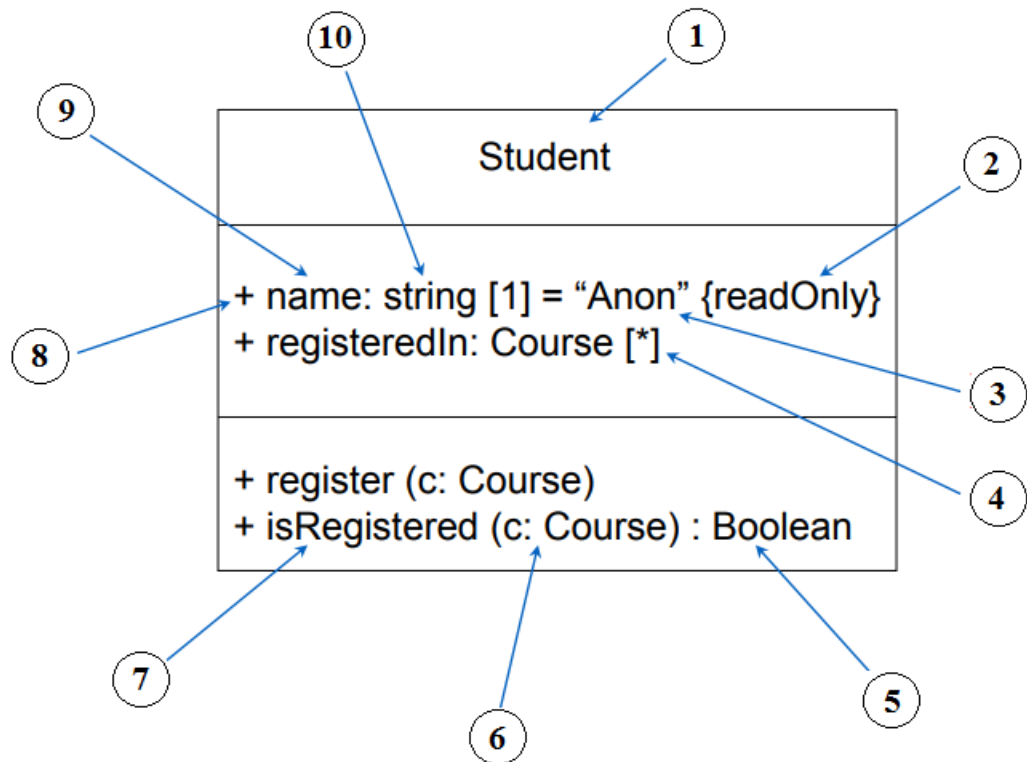 10
1
9
2
Student
+ name: string [1] = “Anon” {readOnly}
8
+ registeredIn: Course [*]
3
+ register (c: Course)
4
+ isRegistered (c: Course) : Boolean
7
5
6